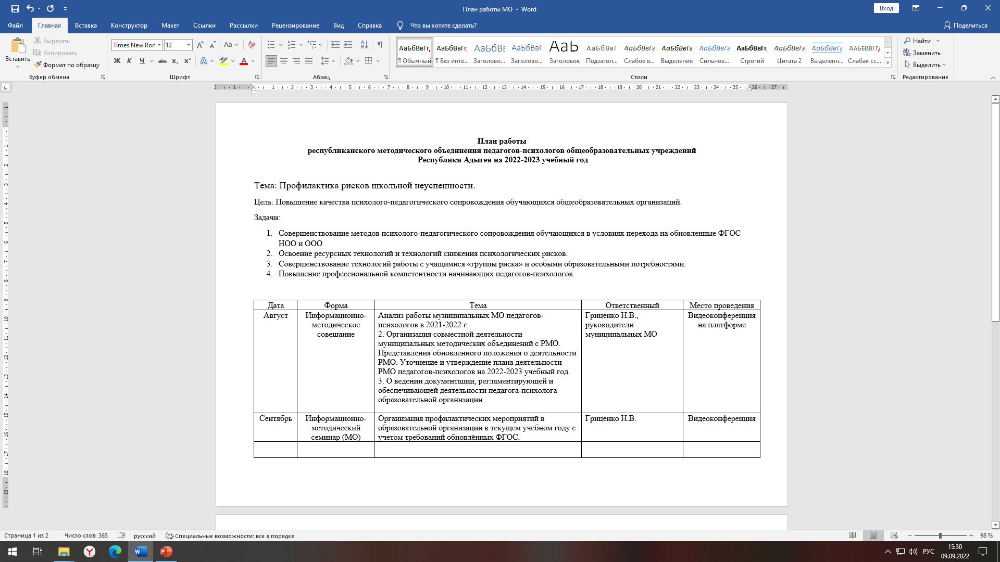 План работы МО - Word
Вход
Файл
Главная
Вставка
Конструктор
Макет
Ссылки
Рассылки
Рецензирование
Вид
Справка
Что вы хотите сделать?
Поделиться
Вставить
Вырезать
Копировать
Формат по образцу
Буфер обмена
Times New Ron
12
Шрифт
Абзац
АаБбВвГг, АаБбВвГг, АаБбВв АаБбВвГ АаЬ АаБбВвГ АаБбВвГг АаБбВвГг АаБбВвГг АаБбВвГг, АаБбВвГг АаБбВвГг ААББВВГГД
¶ Обычный
¶ Без инте...
Заголово...
Заголово...
Заголовок
Подзагол...
Слабое в...
Выделение
Сильное...
Строгий
Цитата 2
Выделенн...
Слабая сс...
Стили
Найти
Заменить
Выделить
Редактирование
План работы
республиканского методического объединения педагогов-психологов общеобразовательных учреждений
Республики Адыгея на 2022-2023 учебный год
Тема: Профилактика рисков школьной неуспешности.
Цель: Повышение качества психолого-педагогического сопровождения обучающихся общеобразовательных организаций.
Задачи:
1. Совершенствование методов психолого-педагогического сопровождения обучающихся в условиях перехода на обновленные ФГОС
НОО и ООО
2. Освоение ресурсных технологий и технологий снижения психологических рисков.
3. Совершенствование технологий работы с учащимися «группы риска» и особыми образовательными потребностями.
4. Повышение профессиональной компетентности начинающих педагогов-психологов.
Дата
Форма
Тема
Ответственный
Место проведения
Август
Информационно-
методическое
совещание
Анализ работы муниципальных МО педагогов-
психологов в 2021-2022 г.
2. Организация совместной деятельности
муниципальных методических объединений с РМО.
Представления обновленного положения о деятельности
РМО. Уточнение и утверждение плана деятельности
РМО педагогов-психологов на 2022-2023 учебный год.
3. О ведении документации, регламентирующей и
обеспечивающей деятельности педагога-психолога
образовательной организации.
Гриценко Н.В.,
руководители
муниципальных МО
Видеоконференция
на платформе
Сентябрь
Информационно-
методический
семинар (МО)
Организация профилактических мероприятий в
образовательной организации в текущем учебном году с
учетом требований обновлённых ФГОС.
Гриценко Н.В.
Видеоконференция
Страница 1 из 2
Число слов: 365
русский
Специальные возможности: все в порядке
98 %
РУС
15:30
09.09.2022